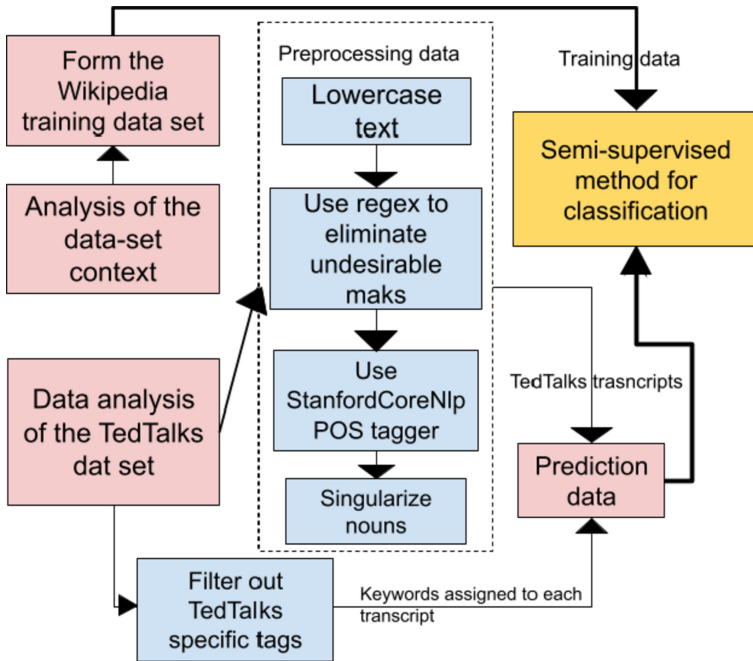 Form the
Wikipedia
training data set
Analysis of the
data-set
context
Data analysis
of the TedTalks
dat set
Preprocessing data
Lowercase
text
Use regex to
eliminate
undesirable
maks
Use
StanfordCoreNlp
POS tagger
Singularize
nouns
Filter out
TedTalks
specific tags
Keywords assigned to each
transcript
Training data
Semi-supervised
method for
classification
TedTalks trasncripts
Prediction
data